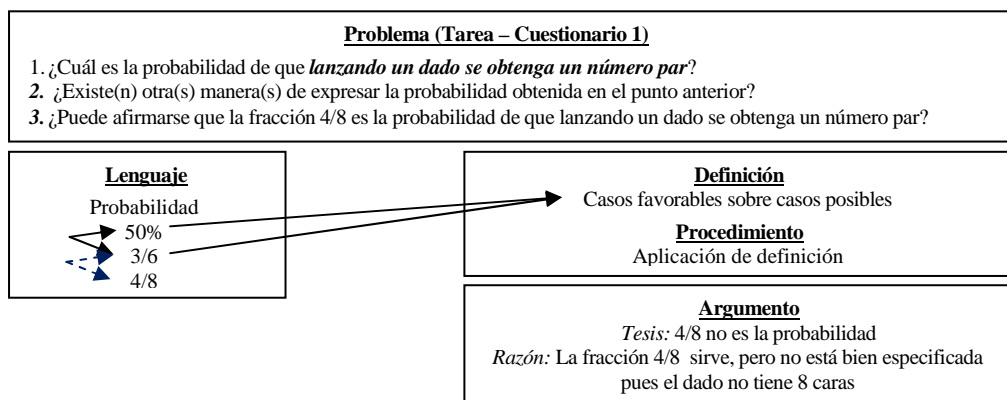 Problema (Tarea – Cuestionario 1)
1. ¿Cuál es la probabilidad de que lanzando un dado se obtenga un número par?
2. ¿Existe(n) otra(s) manera(s) de expresar la probabilidad obtenida en el punto anterior?
3. ¿Puede afirmarse que la fracción 4/8 es la probabilidad de que lanzando un dado se obtenga un número par?
Lenguaje
Probabilidad
50%
3/6
4/8
Definición
Casos favorables sobre casos posibles
Procedimiento
Aplicación de definición
Argumento
Tesis: 4/8 no es la probabilidad
Razón: La fracción 4/8 sirve, pero no está bien especificada
pues el dado no tiene 8 caras